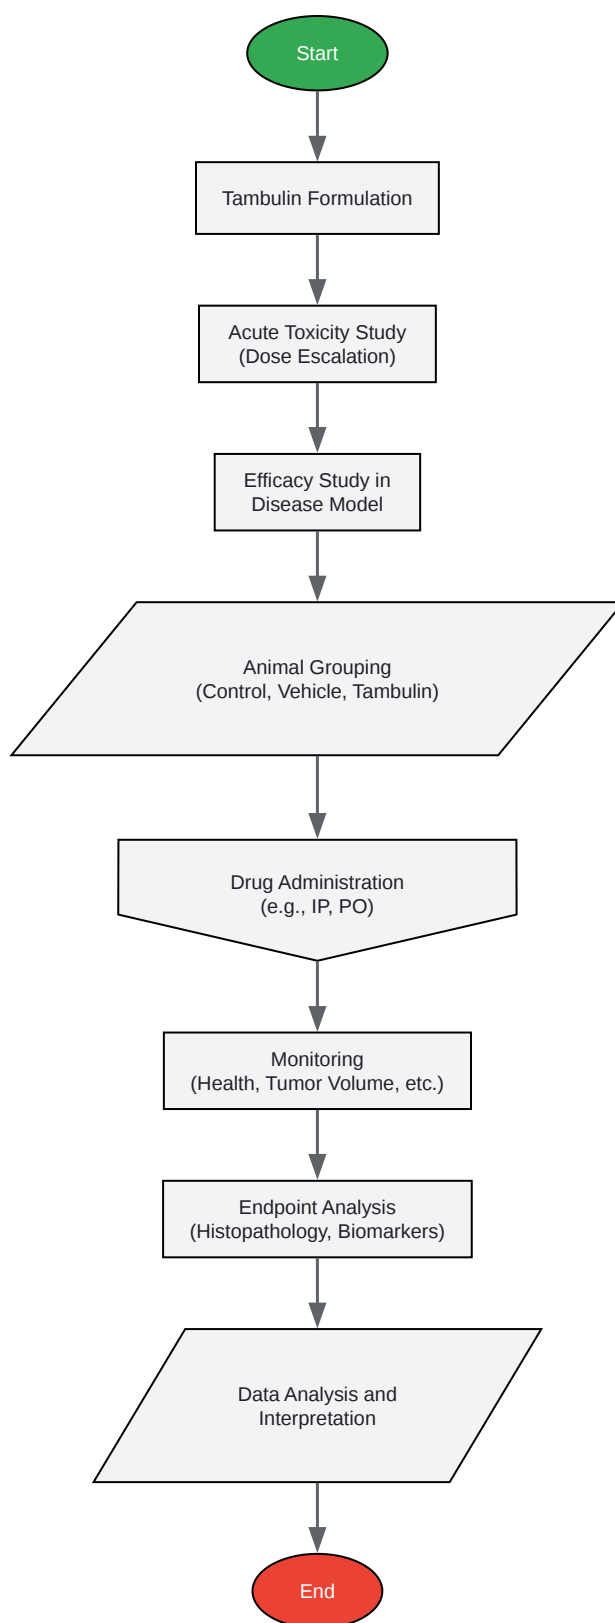 Start
Tambulin Formulation
Acute Toxicity Study
(Dose Escalation)
Efficacy Study in
Disease Model
Animal Grouping
(Control, Vehicle, Tambulin)
Drug Administration
(e.g., IP, PO)
Monitoring
(Health, Tumor Volume, etc.)
Endpoint Analysis
(Histopathology, Biomarkers)
Data Analysis and
Interpretation
End